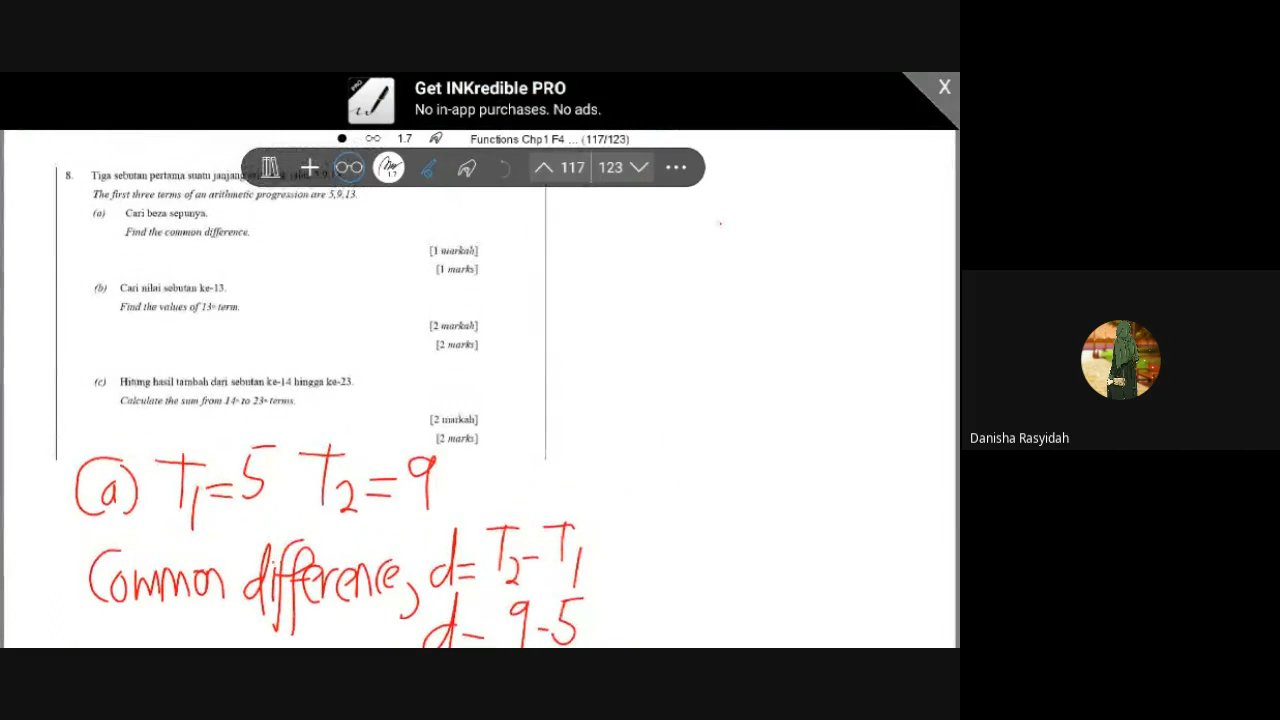 Get INKredible PRO
No in-app purchases. No ads.
X
1.7 Functions Chp1 F4 ... (117/123)
117 123
8. Tiga sebutan pertama suatu janjang
The first three terms of an arithmetic progression are 5,9,13.
(a) Cari beza sepunya.
Find the common difference.
[1 markah]
[1 marks]
(b) Cari nilai sebutan ke-13.
Find the values of 13th term.
[2 markah]
[2 marks]
(c) Hitung hasil tambah dari sebutan ke-14 hingga ke-23.
Calculate the sum from 14th to 23th terms.
[2 markah]
[2 marks]
(a) T₁=5 T₂=9
Common difference, d= T₂-T₁
d= 9-5
Danisha Rasyidah